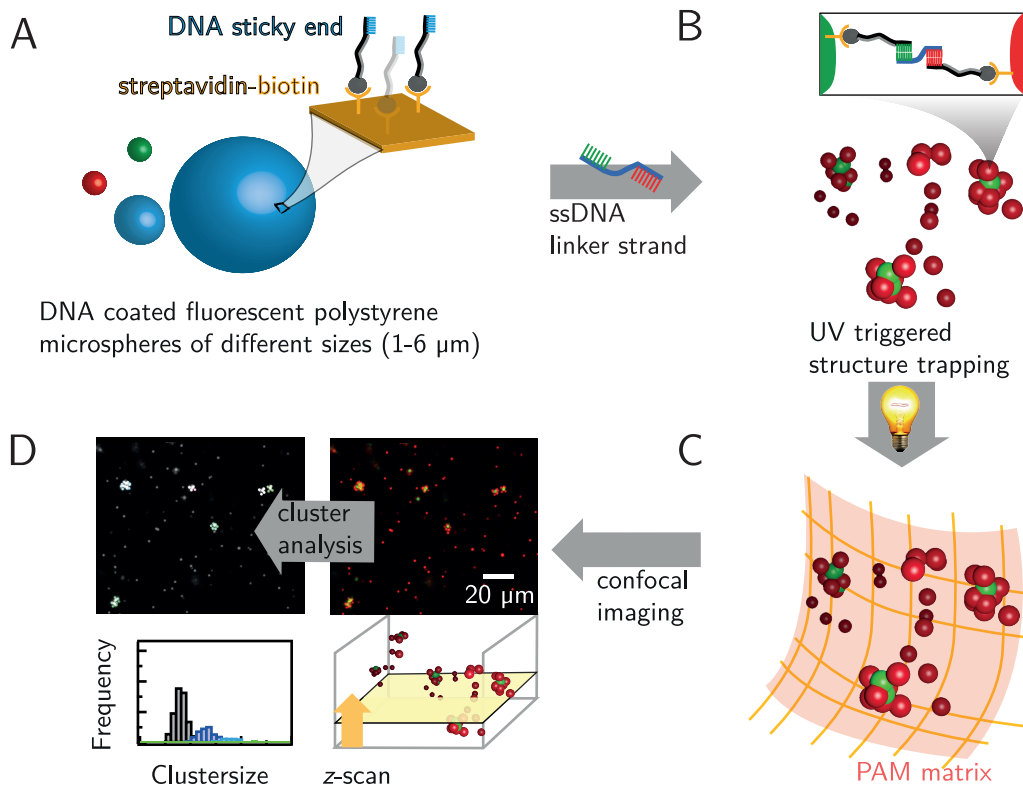 A
DNA sticky end
streptavidin-biotin
DNA coated fluorescent polystyrene
microspheres of different sizes (1-6 µm)
ssDNA
linker strand
B
UV triggered
structure trapping
C
PAM matrix
confocal
imaging
D
cluster
analysis
20 µm
Frequency
Clustersize
z-scan